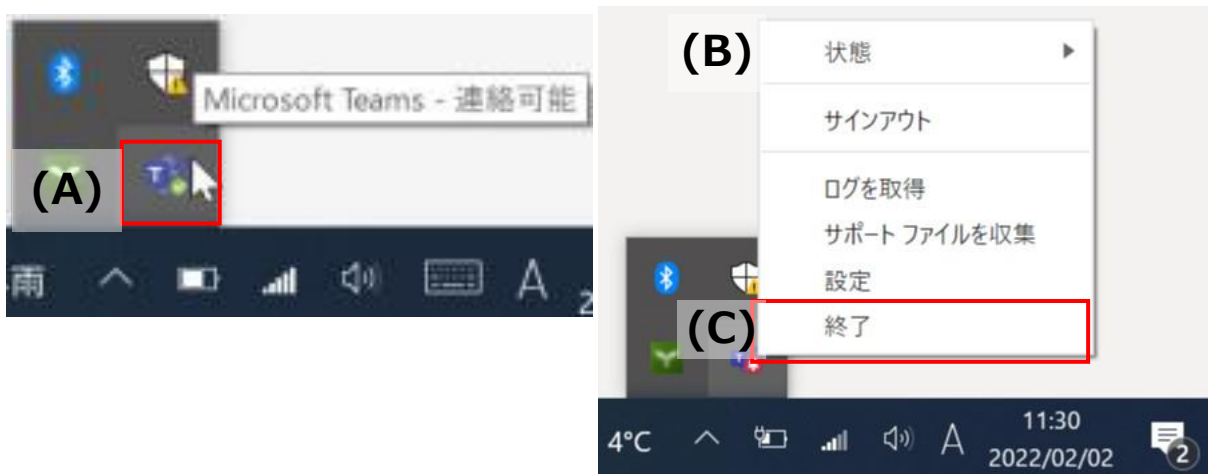 Microsoft Teams - 連絡可能
(A)
雨
A
(B)
状態
サインアウト
ログを取得
サポート ファイルを収集
設定
(C)
終了
4°C
A
11:30
2022/02/02
2